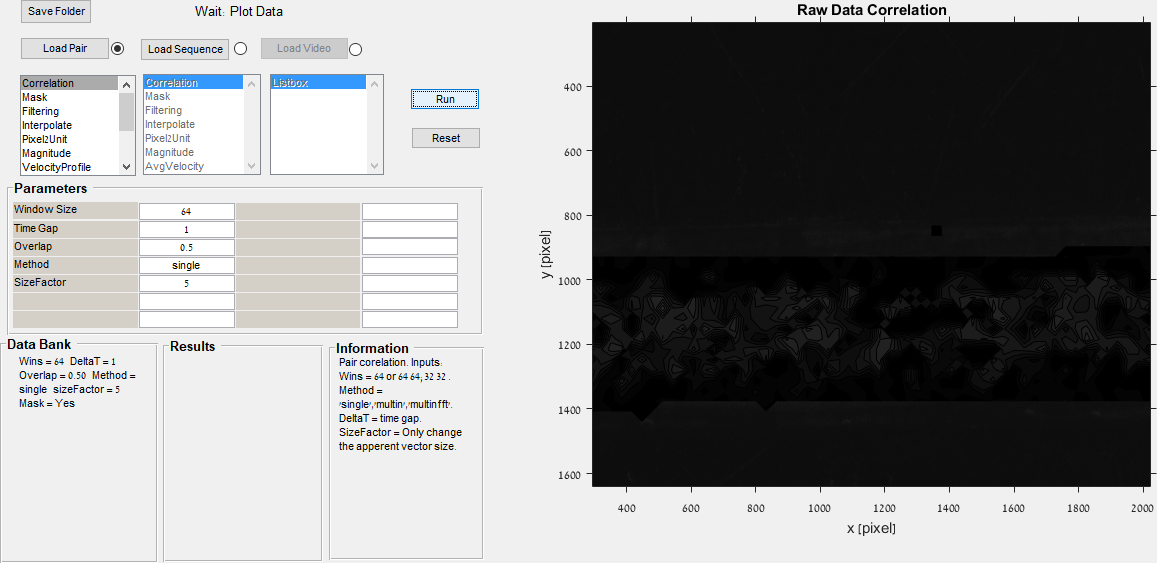 Save Folder
Wait: Plot Data
Load Pair
Load Sequence
Load Video
Correlation
Mask
Filtering
Interpolate
Pixel2Unit
Magnitude
VelocityProfile
Correlation
Mask
Filtering
Interpolate
Pixel2Unit
Magnitude
AvgVelocity
Listbox
Run
Reset
Parameters
Window Size 64
Time Gap 1
Overlap 0.5
Method single
SizeFactor 5
Data Bank
Wins = 64 DeltaT = 1
Overlap = 0.50 Method =
single sizeFactor = 5
Mask = Yes
Results
Information
Pair corelation. Inputs:
Wins = 64 or 64 64; 32 32 .
Method =
'single','multin','multinfft'.
DeltaT = time gap.
SizeFactor = Only change
the apperent vector size.
Raw Data Correlation
y [pixel]
400
600
800
1000
1200
1400
1600
400 600 800 1000 1200 1400 1600 1800 2000
x [pixel]